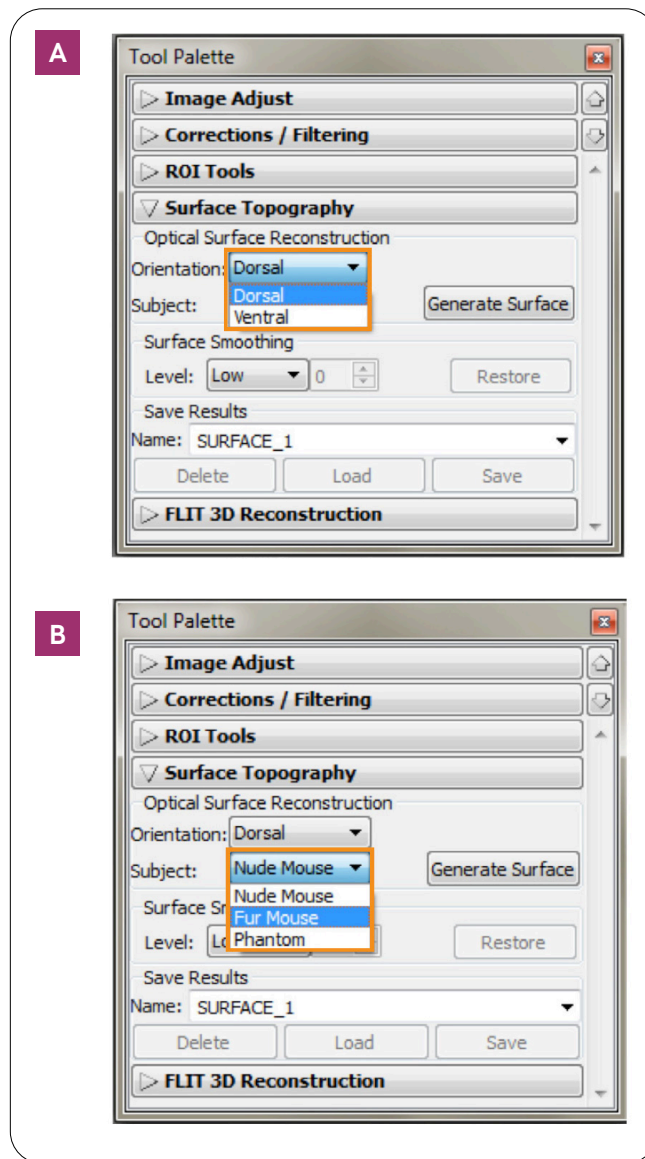 A
Tool Palette
Image Adjust
Corrections / Filtering
ROI Tools
Surface Topography
Optical Surface Reconstruction
Orientation: Dorsal
Dorsal
Subject: Generate Surface
Ventral
Surface Smoothing
Level: Low 0 Restore
Save Results
Name: SURFACE_1
Delete Load Save
FLIT 3D Reconstruction
B
Tool Palette
Image Adjust
Corrections / Filtering
ROI Tools
Surface Topography
Optical Surface Reconstruction
Orientation: Dorsal
Subject: Nude Mouse Generate Surface
Nude Mouse
Surface Sm
Fur Mouse
Level: Lo Phantom Restore
Save Results
Name: SURFACE_1
Delete Load Save
FLIT 3D Reconstruction